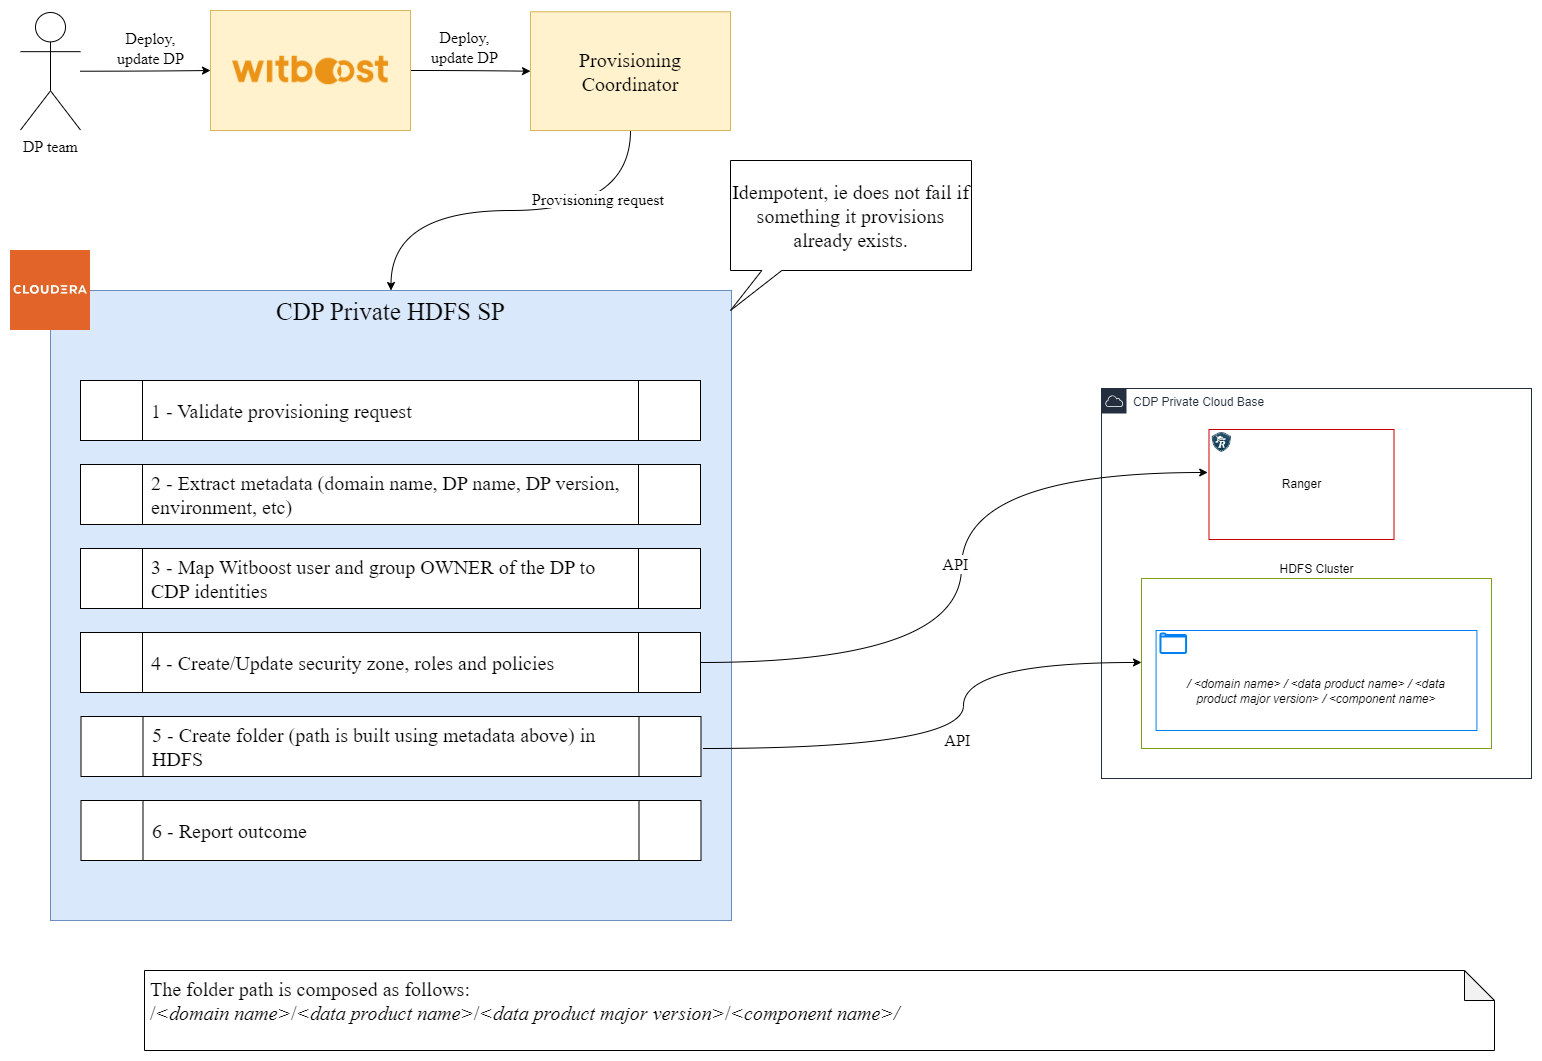 Deploy,
update DP
witboost
Deploy,
update DP
Provisioning
Coordinator
DP team
Provisioning request
Idempotent, ie does not fail if
something it provisions
already exists.
CLOUDERA
CDP Private HDFS SP
1 - Validate provisioning request
2 - Extract metadata (domain name, DP name, DP version,
environment, etc)
3 - Map Witboost user and group OWNER of the DP to
CDP identities
4 - Create/Update security zone, roles and policies
5 - Create folder (path is built using metadata above) in
HDFS
6 - Report outcome
API
API
CDP Private Cloud Base
R
Ranger
HDFS Cluster
/ <domain name> / <data product name> / <data
product major version> / <component name>
The folder path is composed as follows:
/<domain name>/<data product name>/<data product major version>/<component name>/